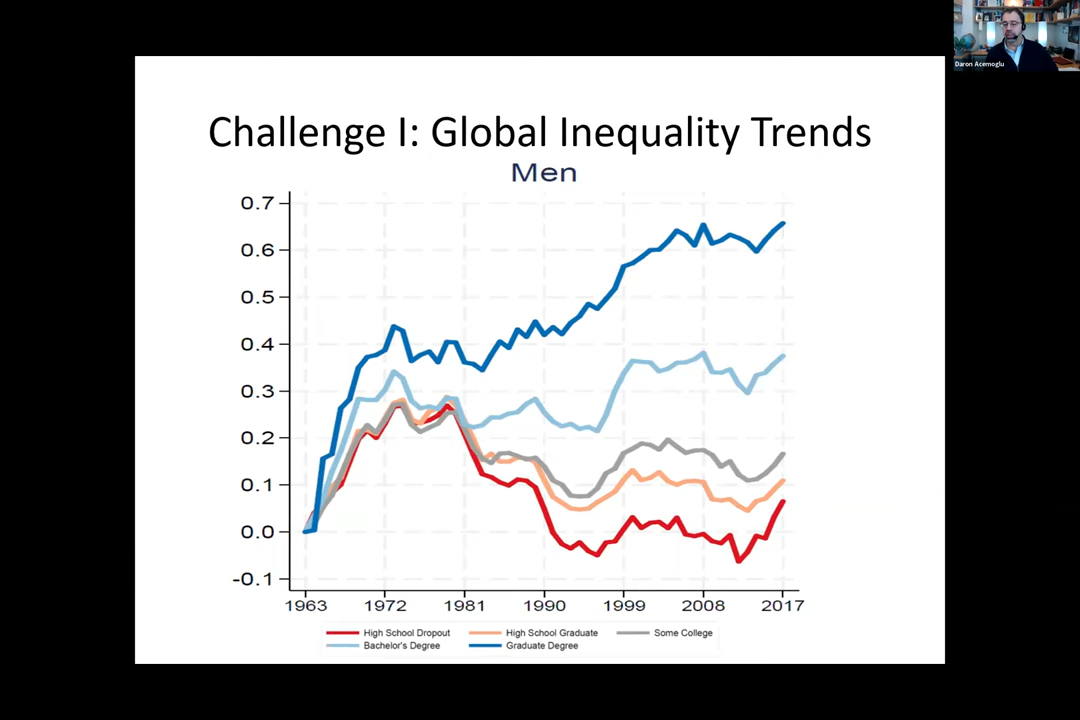 Daron Acemoglu
Challenge I: Global Inequality Trends
Men
0.7
0.6
0.5
0.4
0.3
0.2
0.1
0.0
-0.1
1963 1972 1981 1990 1999 2008 2017
High School Dropout High School Graduate Some College
Bachelor's Degree Graduate Degree